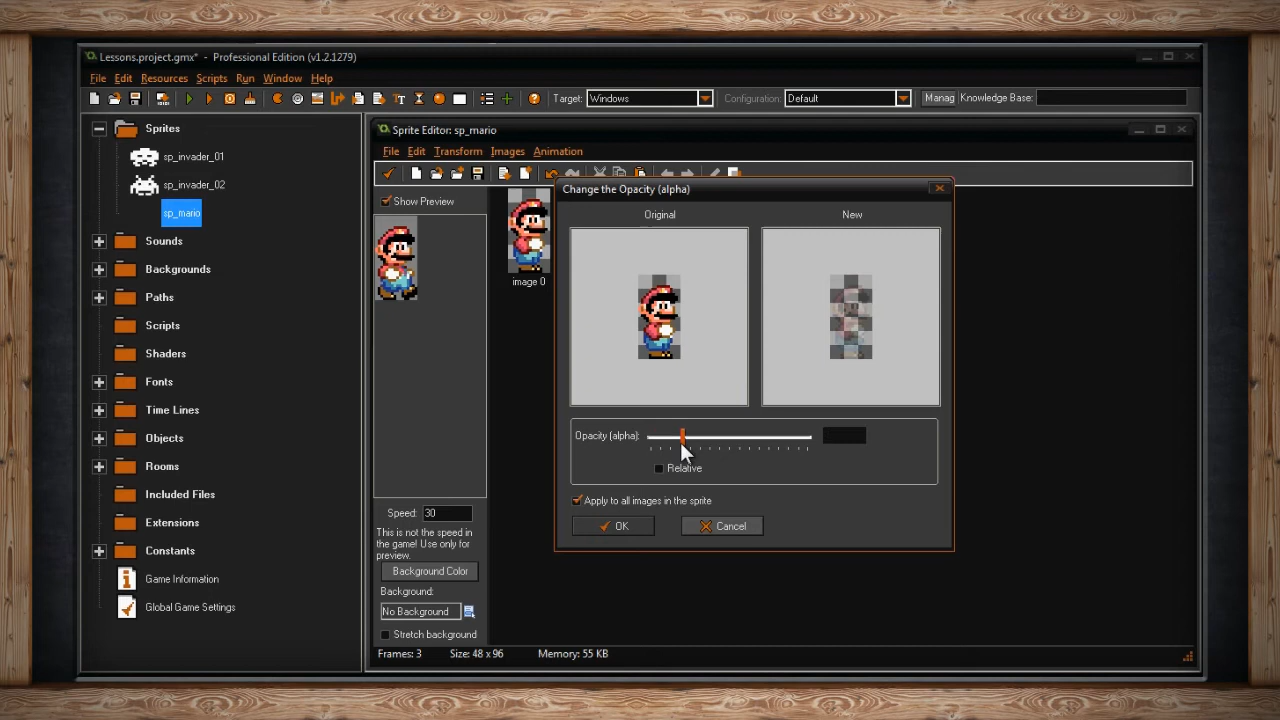 Lessons.project.gmx* - Professional Edition (v1.2.1279)
File Edit Resources Scripts Run Window Help
Target: Windows Configuration: Default Manag Knowledge Base:
Sprites
sp_invader_01
sp_invader_02
sp_mario
Sounds
Backgrounds
Paths
Scripts
Shaders
Fonts
Time Lines
Objects
Rooms
Included Files
Extensions
Constants
Game Information
Global Game Settings
Sprite Editor: sp_mario
File Edit Transform Images Animation
Show Preview
image 0
Speed: 30
This is not the speed in
the game! Use only for
preview.
Background Color
Background:
No Background
Stretch background
Frames: 3 Size: 48 x 96 Memory: 55 KB
Change the Opacity (alpha)
Original New
Opacity (alpha):
Relative
Apply to all images in the sprite
OK Cancel